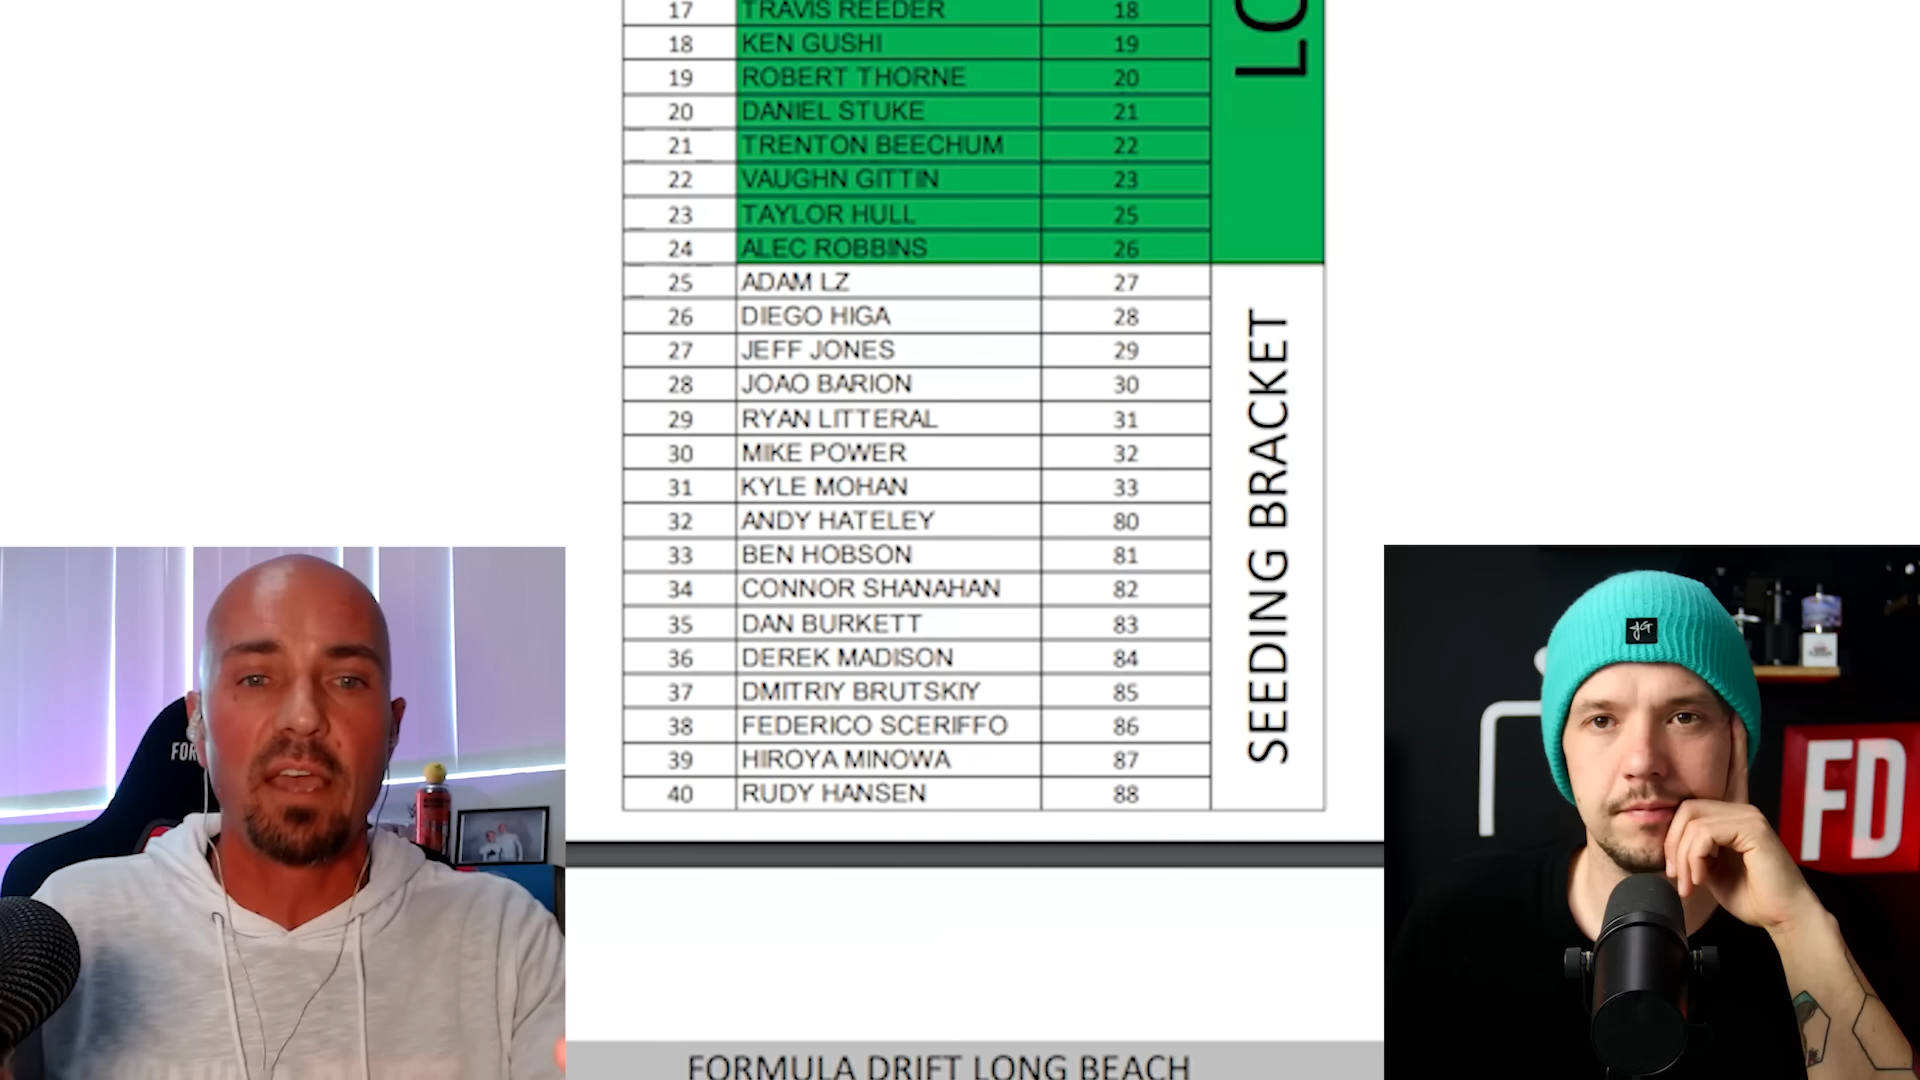 17 TRAVIS REEDER 18
18 KEN GUSHI 19
19 ROBERT THORNE 20
20 DANIEL STUKE 21
21 TRENTON BEECHUM 22
22 VAUGHN GITTIN 23
23 TAYLOR HULL 25
24 ALEC ROBBINS 26
LO
25 ADAM LZ 27
26 DIEGO HIGA 28
27 JEFF JONES 29
28 JOAO BARION 30
29 RYAN LITTERAL 31
30 MIKE POWER 32
31 KYLE MOHAN 33
32 ANDY HATELEY 80
33 BEN HOBSON 81
34 CONNOR SHANAHAN 82
35 DAN BURKETT 83
36 DEREK MADISON 84
37 DMITRIY BRUTSKIY 85
38 FEDERICO SCERIFFO 86
39 HIROYA MINOWA 87
40 RUDY HANSEN 88
SEEDING BRACKET
FOR
JG
FD
FORMULA DRIFT LONG BEACH